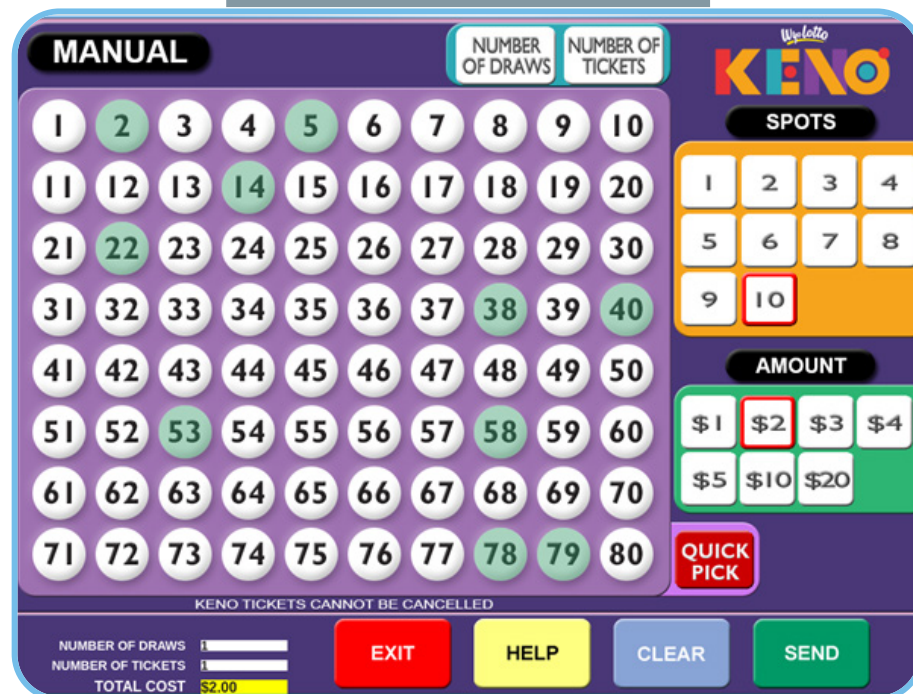 MANUAL
NUMBER OF DRAWS
NUMBER OF TICKETS
WyoLotto
KENO
1 2 3 4 5 6 7 8 9 10
11 12 13 14 15 16 17 18 19 20
21 22 23 24 25 26 27 28 29 30
31 32 33 34 35 36 37 38 39 40
41 42 43 44 45 46 47 48 49 50
51 52 53 54 55 56 57 58 59 60
61 62 63 64 65 66 67 68 69 70
71 72 73 74 75 76 77 78 79 80
SPOTS
1 2 3 4
5 6 7 8
9 10
AMOUNT
$1 $2 $3 $4
$5 $10 $20
QUICK
PICK
KENO TICKETS CANNOT BE CANCELLED
NUMBER OF DRAWS 1
NUMBER OF TICKETS 1
TOTAL COST $2.00
EXIT
HELP
CLEAR
SEND